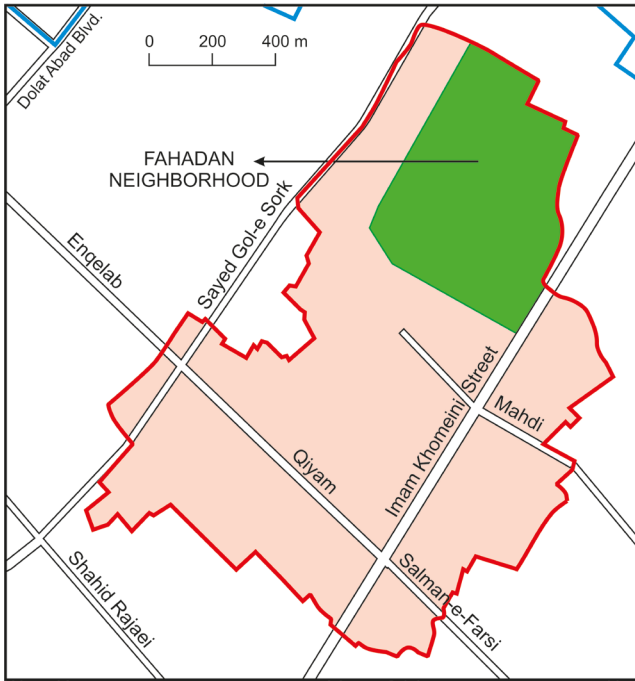 Dolat Abad Blvd.
0 200 400 m
FAHADAN
NEIGHBORHOOD
Sayed Gol-e Sork
Enqelab
Imam Khomeini Street
Mahdi
Qiyam
Salman-e-Farsi
Shahid Rajaei